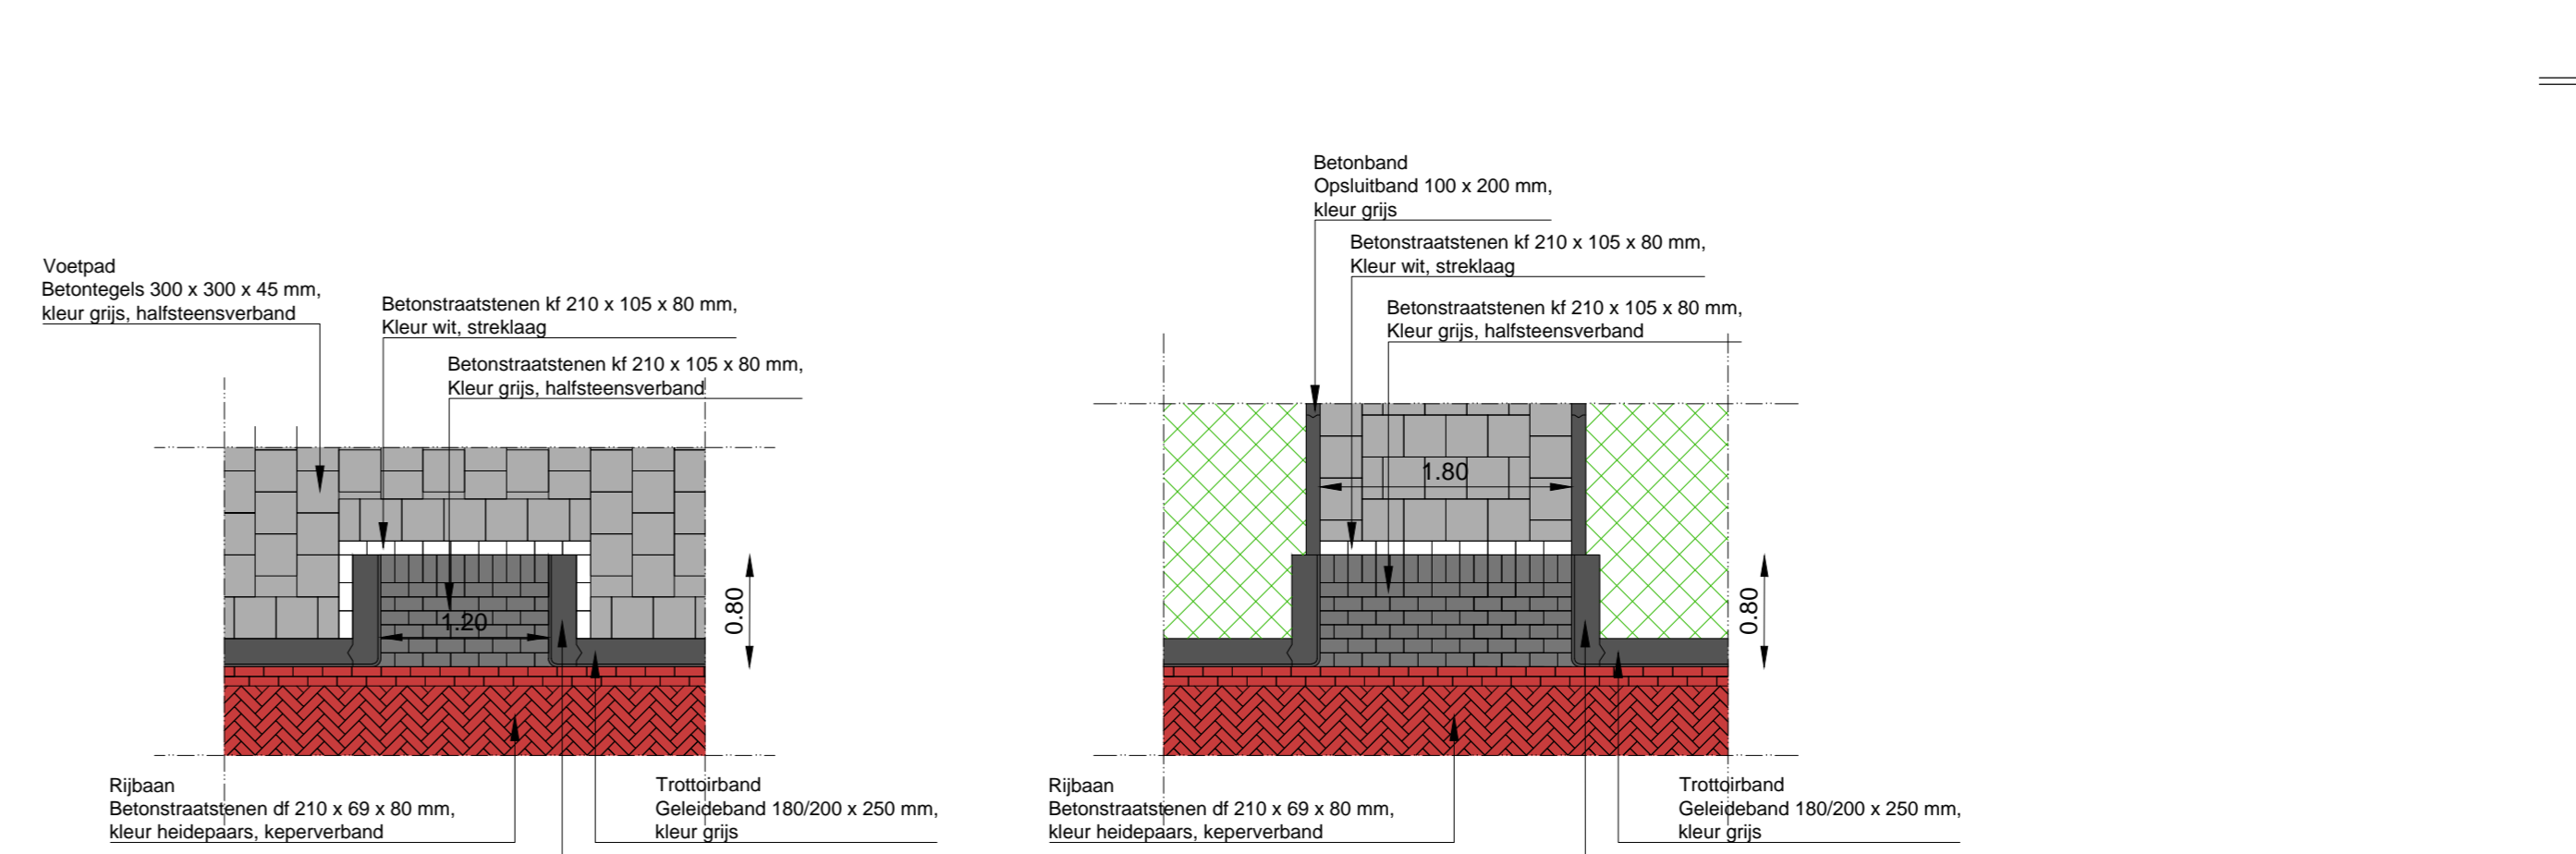 Voetpad
Betontegels 300 x 300 x 45 mm,
kleur grijs, halfsteensverband
Betonstraatstenen kf 210 x 105 x 80 mm,
Kleur wit, streklaag
Betonstraatstenen kf 210 x 105 x 80 mm,
Kleur grijs, halfsteensverband
1.20
0.80
Rijbaan
Betonstraatstenen df 210 x 69 x 80 mm,
kleur heidepaars, keperverband
Trottoirband
Geleideband 180/200 x 250 mm,
kleur grijs
Betonband
Opsluitband 100 x 200 mm,
kleur grijs
Betonstraatstenen kf 210 x 105 x 80 mm,
Kleur wit, streklaag
Betonstraatstenen kf 210 x 105 x 80 mm,
Kleur grijs, halfsteensverband
1.80
0.80
Rijbaan
Betonstraatstenen df 210 x 69 x 80 mm,
kleur heidepaars, keperverband
Trottoirband
Geleideband 180/200 x 250 mm,
kleur grijs